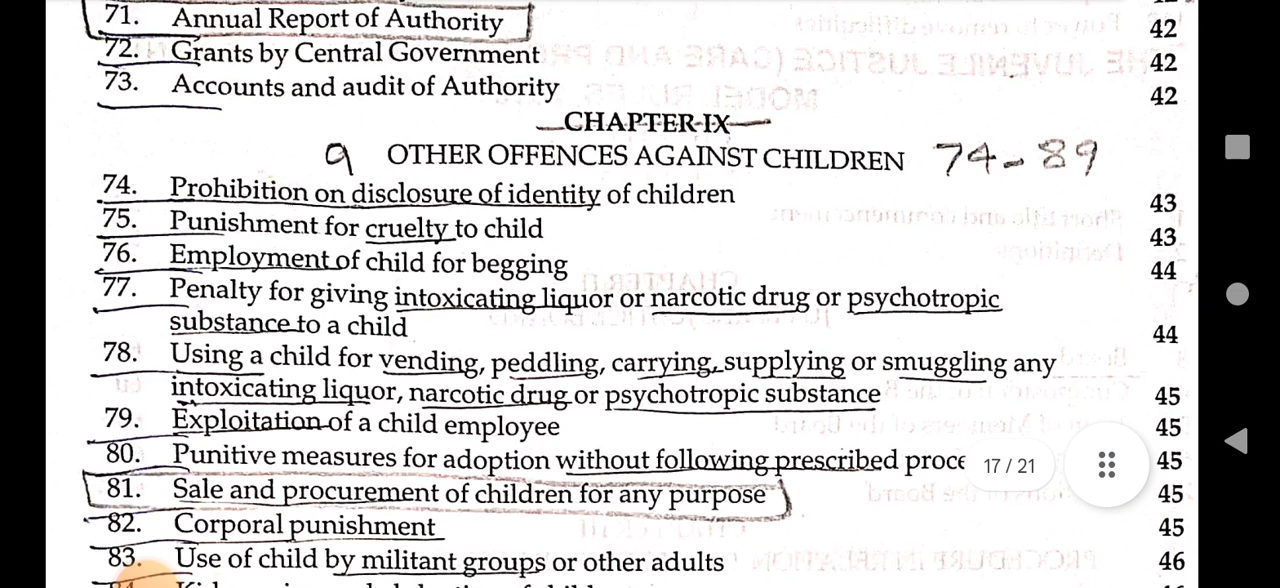 71. Annual Report of Authority 42
72. Grants by Central Government 42
73. Accounts and audit of Authority 42
CHAPTER-IX
9 OTHER OFFENCES AGAINST CHILDREN 74-89
74. Prohibition on disclosure of identity of children 43
75. Punishment for cruelty to child 43
76. Employment of child for begging 44
77. Penalty for giving intoxicating liquor or narcotic drug or psychotropic
substance to a child 44
78. Using a child for vending, peddling, carrying, supplying or smuggling any
intoxicating liquor, narcotic drug or psychotropic substance 45
79. Exploitation of a child employee 45
80. Punitive measures for adoption without following prescribed proce 45
17 / 21
81. Sale and procurement of children for any purpose 45
82. Corporal punishment 45
83. Use of child by militant groups or other adults 46